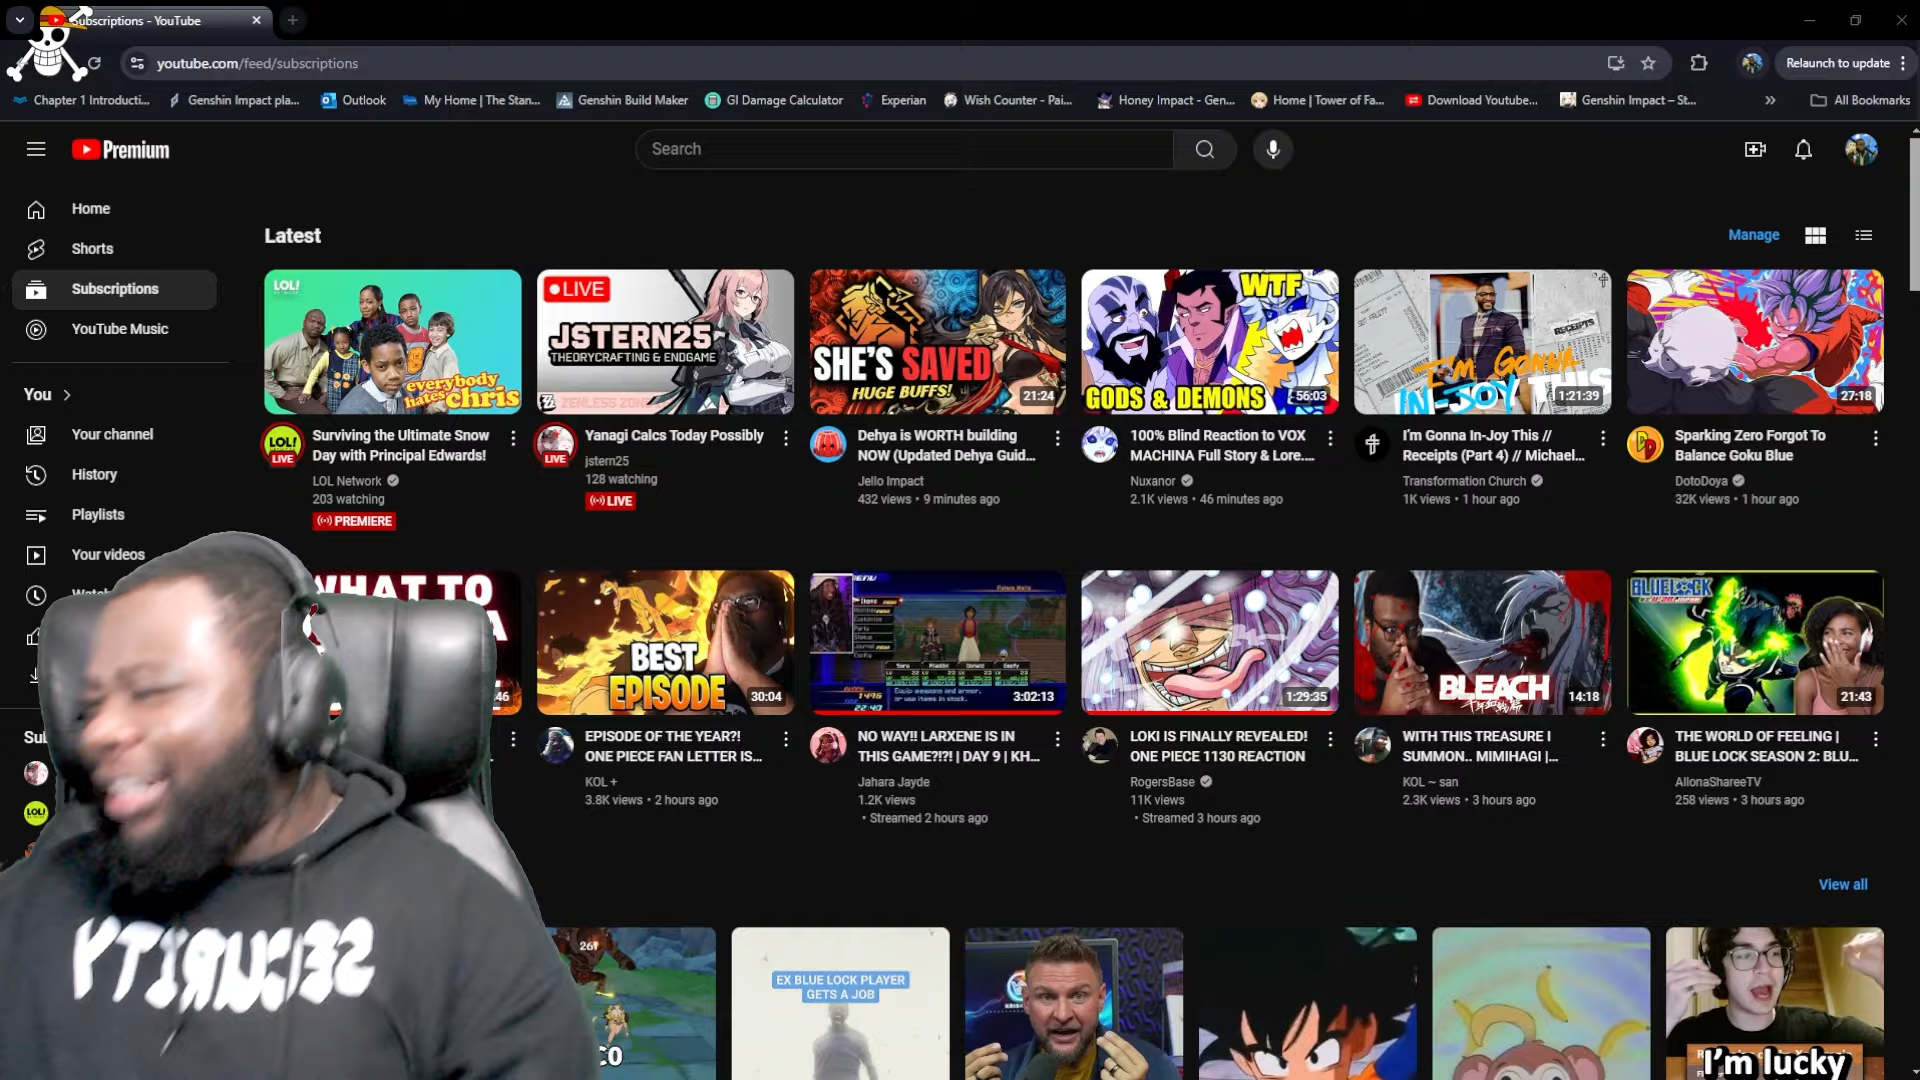 Subscriptions - YouTube
youtube.com/feed/subscriptions
Relaunch to update
Chapter 1 Introducti...
Genshin Impact pla...
Outlook
My Home | The Stan...
Genshin Build Maker
GI Damage Calculator
Experian
Wish Counter - Pai...
Honey Impact - Gen...
Home | Tower of Fa...
Download Youtube...
Genshin Impact – St...
All Bookmarks
Premium
Search
Home
Shorts
Subscriptions
YouTube Music
You
Your channel
History
Playlists
Your videos
Latest
Manage
LOL!
everybody
hates chris
LOL!
LIVE
Surviving the Ultimate Snow
Day with Principal Edwards!
LOL Network
203 watching
PREMIERE
LIVE
JSTERN25
THEORYCRAFTING & ENDGAME
ZENLESS ZONE
LIVE
Yanagi Calcs Today Possibly
jstern25
128 watching
LIVE
SHE'S SAVED
HUGE BUFFS!
21:24
Dehya is WORTH building
NOW (Updated Dehya Guid...
Jello Impact
432 views • 9 minutes ago
WTF
GODS & DEMONS
56:03
100% Blind Reaction to VOX
MACHINA Full Story & Lore....
Nuxanor
2.1K views • 46 minutes ago
RECEIPTS
I'M GONNA
IN-JOY THIS
1:21:39
I'm Gonna In-Joy This //
Receipts (Part 4) // Michael...
Transformation Church
1K views • 1 hour ago
27:18
Sparking Zero Forgot To
Balance Goku Blue
DotoDoya
32K views • 1 hour ago
WHAT TO
BEST
EPISODE
30:04
EPISODE OF THE YEAR?!
ONE PIECE FAN LETTER IS...
KOL +
3.8K views • 2 hours ago
3:02:13
NO WAY!! LARXENE IS IN
THIS GAME?!?! | DAY 9 | KH...
Jahara Jayde
1.2K views
• Streamed 2 hours ago
1:29:35
LOKI IS FINALLY REVEALED!
ONE PIECE 1130 REACTION
RogersBase
11K views
• Streamed 3 hours ago
BLEACH
14:18
WITH THIS TREASURE I
SUMMON.. MIMIHAGI |...
KOL ~ san
2.3K views • 3 hours ago
BLUELOCK
21:43
THE WORLD OF FEELING |
BLUE LOCK SEASON 2: BLU...
AllonaShareeTV
258 views • 3 hours ago
View all
LOL!
SECURITY
EX BLUE LOCK PLAYER
GETS A JOB
I'm lucky